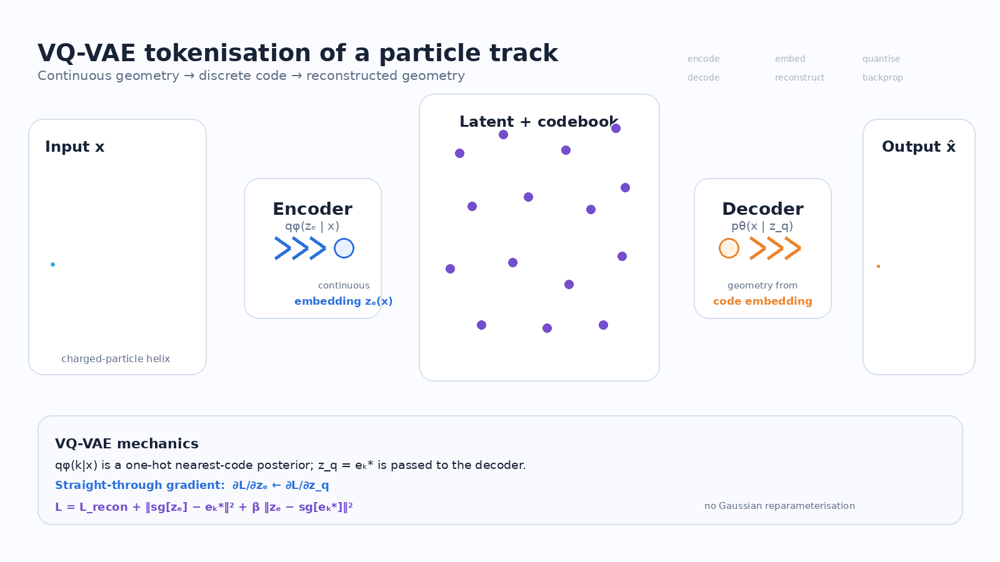 VQ-VAE tokenisation of a particle track
Continuous geometry → discrete code → reconstructed geometry
encode embed quantise
decode reconstruct backprop
Input x
charged-particle helix
Encoder
qφ(zₑ | x)
continuous
embedding zₑ(x)
Latent + codebook
Decoder
pθ(x | z_q)
geometry from
code embedding
Output x̂
VQ-VAE mechanics
qφ(k|x) is a one-hot nearest-code posterior; z_q = eₖ* is passed to the decoder.
Straight-through gradient: ∂L/∂zₑ ← ∂L/∂z_q
L = L_recon + ‖sg[zₑ] − eₖ*‖² + β ‖zₑ − sg[eₖ*]‖²
no Gaussian reparameterisation